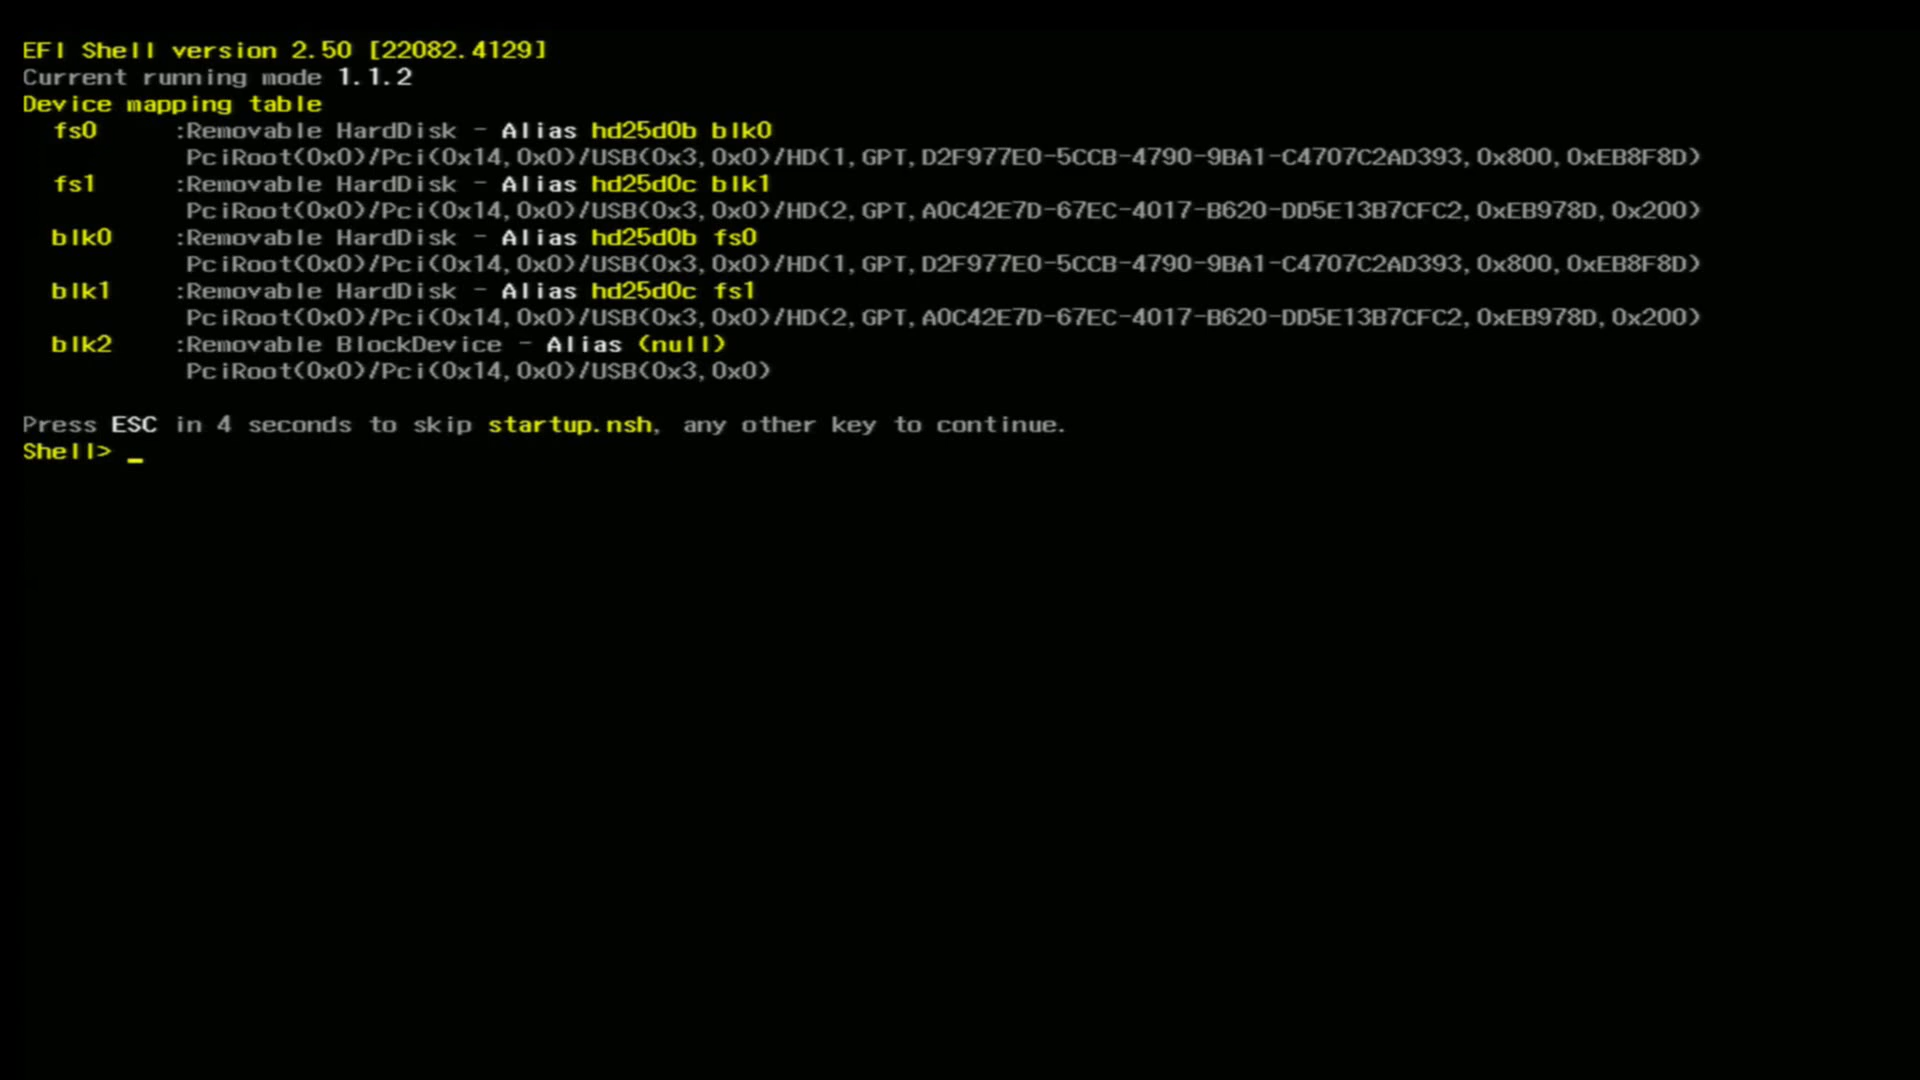 EFI Shell version 2.50 [22082.4129]
Current running mode 1.1.2
Device mapping table
fs0 :Removable HardDisk - Alias hd25d0b blk0
PciRoot(0x0)/Pci(0x14,0x0)/USB(0x3,0x0)/HD(1,GPT,D2F977E0-5CCB-4790-9BA1-C4707C2AD393,0x800,0xEB8F8D)
fs1 :Removable HardDisk - Alias hd25d0c blk1
PciRoot(0x0)/Pci(0x14,0x0)/USB(0x3,0x0)/HD(2,GPT,A0C42E7D-67EC-4017-B620-DD5E13B7CFC2,0xEB978D,0x200)
blk0 :Removable HardDisk - Alias hd25d0b fs0
PciRoot(0x0)/Pci(0x14,0x0)/USB(0x3,0x0)/HD(1,GPT,D2F977E0-5CCB-4790-9BA1-C4707C2AD393,0x800,0xEB8F8D)
blk1 :Removable HardDisk - Alias hd25d0c fs1
PciRoot(0x0)/Pci(0x14,0x0)/USB(0x3,0x0)/HD(2,GPT,A0C42E7D-67EC-4017-B620-DD5E13B7CFC2,0xEB978D,0x200)
blk2 :Removable BlockDevice - Alias (null)
PciRoot(0x0)/Pci(0x14,0x0)/USB(0x3,0x0)
Press ESC in 4 seconds to skip startup.nsh, any other key to continue.
Shell> _